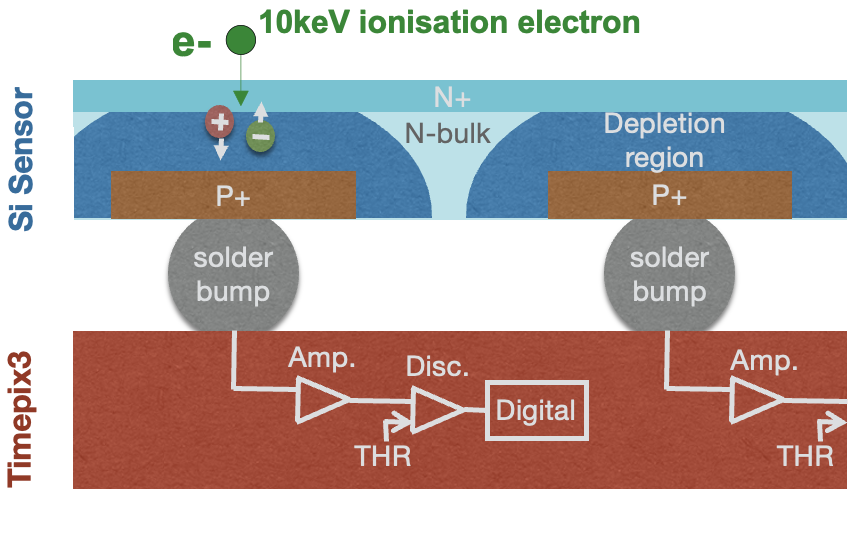 10keV ionisation electron
e-
Si Sensor
N+
+
−
N-bulk
Depletion
region
P+
P+
solder
bump
solder
bump
Timepix3
Amp.
Disc.
Digital
THR
Amp.
THR